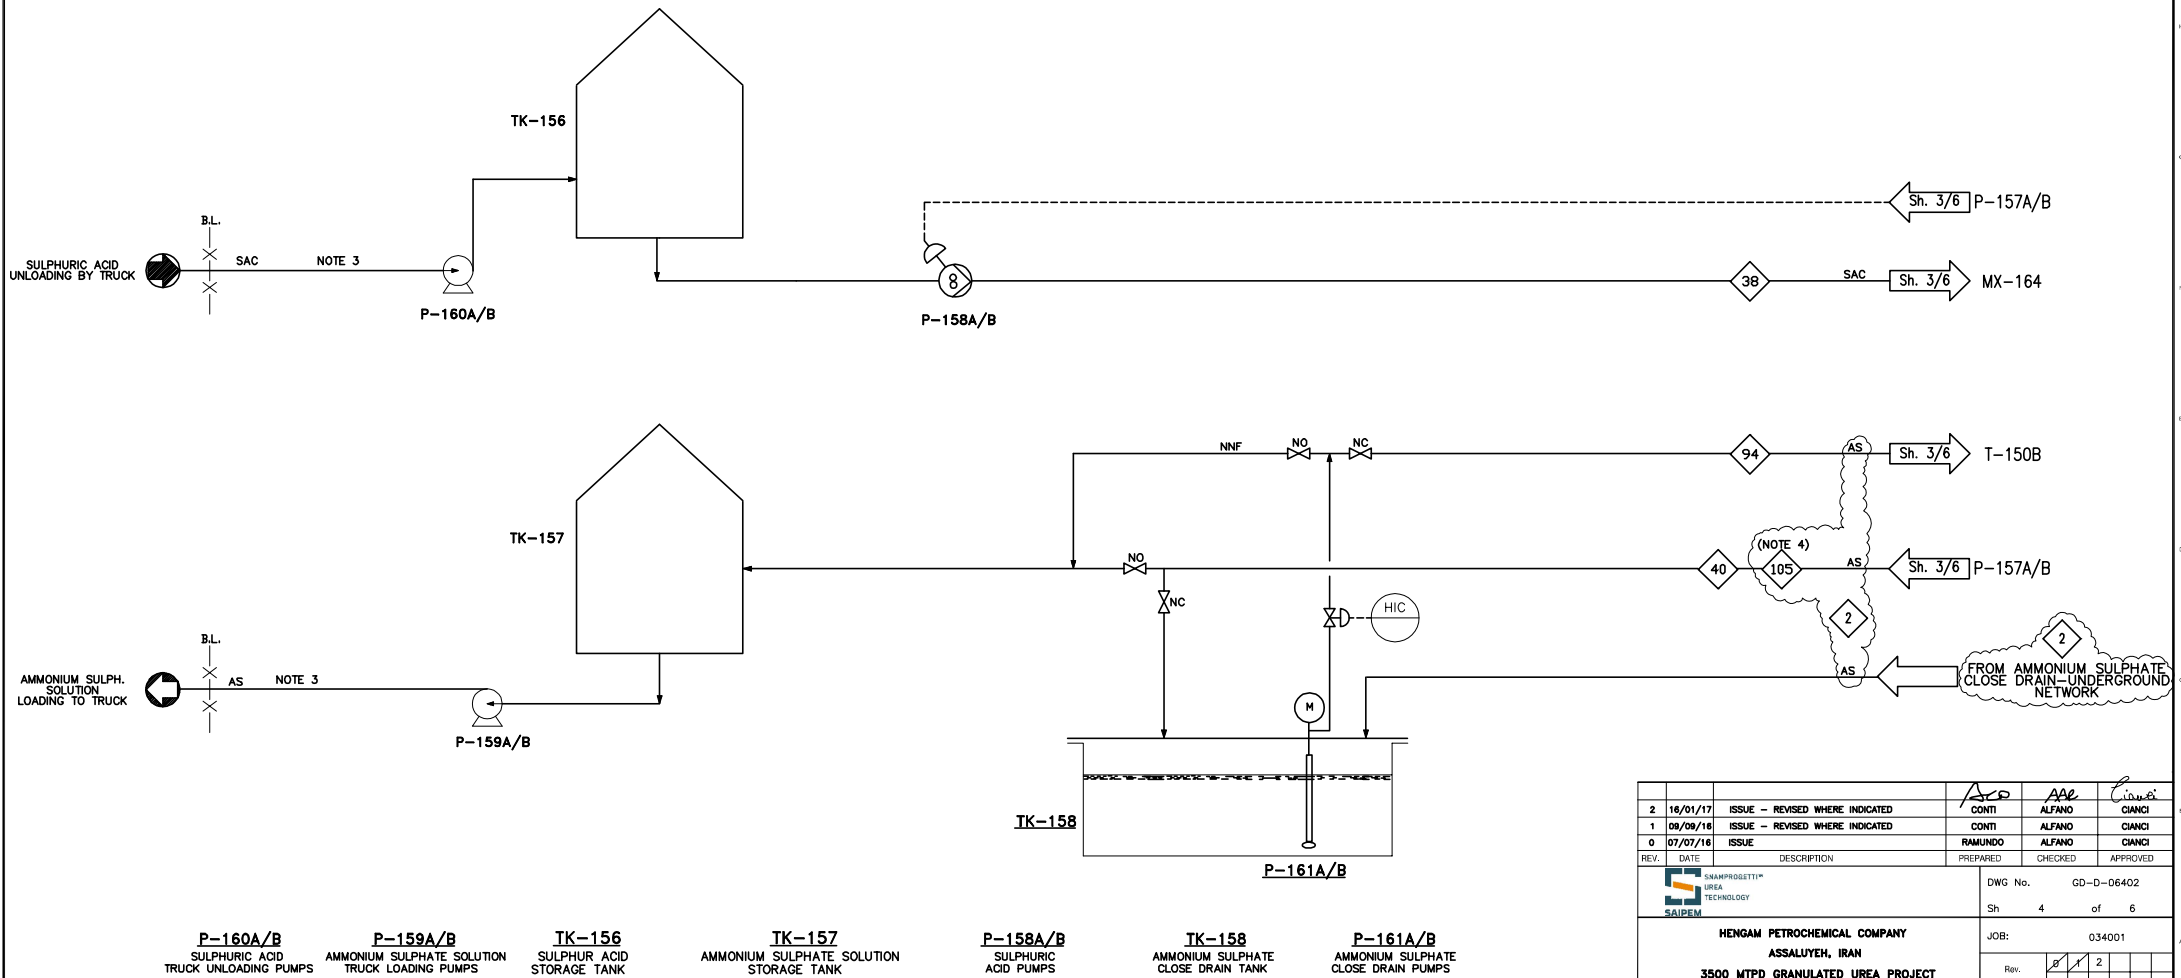 TK-156
Sh. 3/6 P-157A/B
B.L.
SULPHURIC ACID
UNLOADING BY TRUCK
SAC NOTE 3
8
38
SAC
Sh. 3/6 MX-164
P-160A/B
P-158A/B
NNF
NO
NC
94
AS
Sh. 3/6 T-150B
TK-157
(NOTE 4)
NO
40
105
AS
Sh. 3/6 P-157A/B
NC
HIC
2
2
B.L.
FROM AMMONIUM SULPHATE
CLOSE DRAIN-UNDERGROUND
NETWORK
AS
AMMONIUM SULPH.
SOLUTION
LOADING TO TRUCK
AS NOTE 3
M
P-159A/B
TK-158
P-161A/B
2 16/01/17 ISSUE - REVISED WHERE INDICATED CONTI ALFANO CIANCI
1 09/09/16 ISSUE - REVISED WHERE INDICATED CONTI ALFANO CIANCI
0 07/07/16 ISSUE RAMUNDO ALFANO CIANCI
REV. DATE DESCRIPTION PREPARED CHECKED APPROVED
SNAMPROGETTI™
UREA
TECHNOLOGY
SAIPEM
DWG No. GD-D-06402
Sh 4 of 6
HENGAM PETROCHEMICAL COMPANY
ASSALUYEH, IRAN
3500 MTPD GRANULATED UREA PROJECT
JOB: 034001
Rev. 0 1 2
P-160A/B
SULPHURIC ACID
TRUCK UNLOADING PUMPS
P-159A/B
AMMONIUM SULPHATE SOLUTION
TRUCK LOADING PUMPS
TK-156
SULPHUR ACID
STORAGE TANK
TK-157
AMMONIUM SULPHATE SOLUTION
STORAGE TANK
P-158A/B
SULPHURIC
ACID PUMPS
TK-158
AMMONIUM SULPHATE
CLOSE DRAIN TANK
P-161A/B
AMMONIUM SULPHATE
CLOSE DRAIN PUMPS